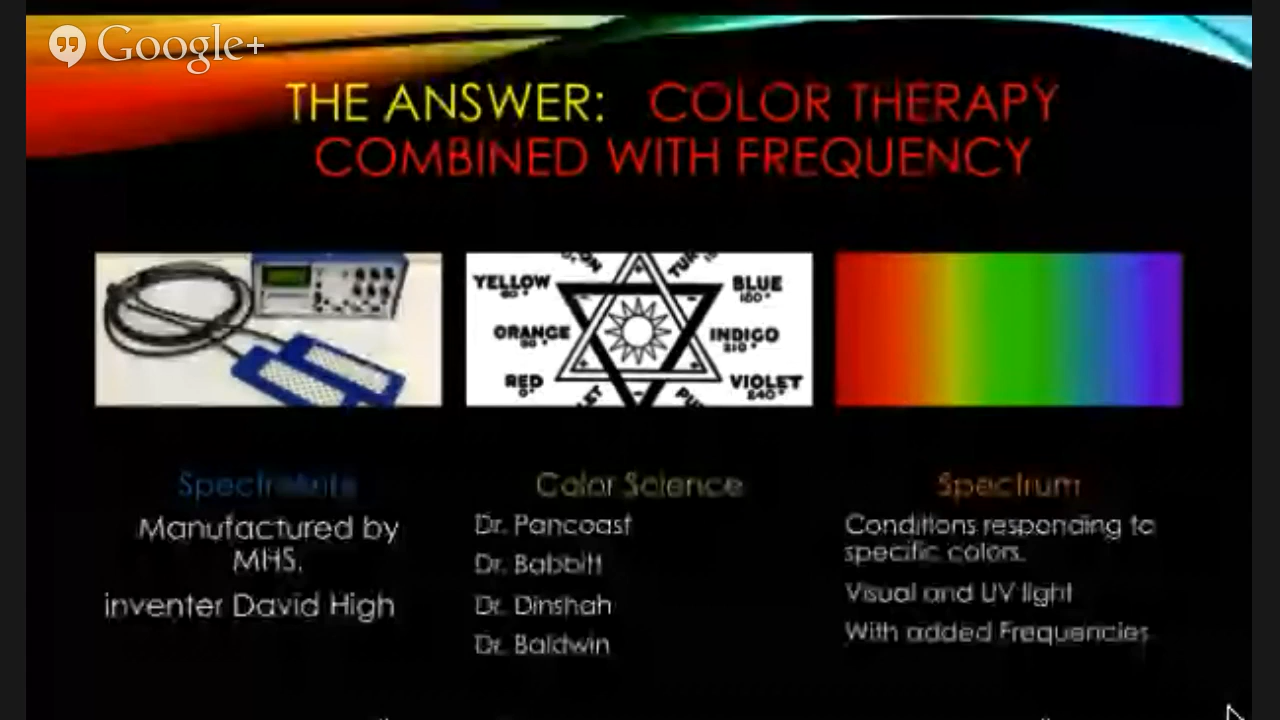 Google+
THE ANSWER: COLOR THERAPY
COMBINED WITH FREQUENCY
YELLOW
BLUE
ORANGE
INDIGO
RED
0°
VIOLET
240°
Color Science
Spectrum
Manufactured by
MHS.
inventer David High
Dr. Pancoast
Dr. Babbitt
Dr. Dinshah
Dr. Baldwin
Conditions responding to
specific colors.
Visual and UV light
With added Frequencies